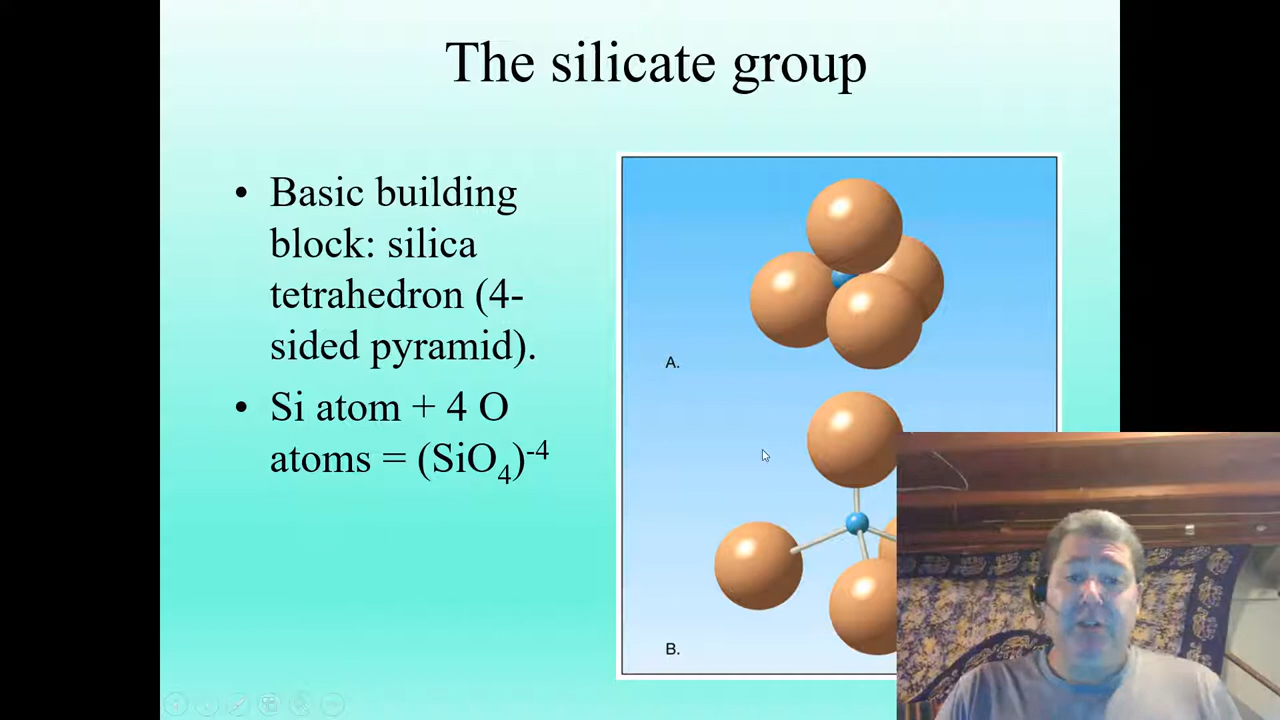 The silicate group
• Basic building
block: silica
tetrahedron (4-
sided pyramid).
• Si atom + 4 O
atoms = (SiO₄)⁻⁴
A.
B.